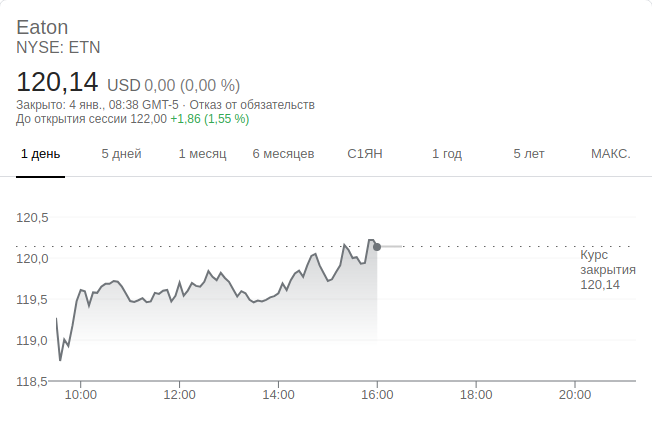 Eaton
NYSE: ETN
120,14 USD 0,00 (0,00 %)
Закрыто: 4 янв., 08:38 GMT-5 · Отказ от обязательств
До открытия сессии 122,00 +1,86 (1,55 %)
1 день 5 дней 1 месяц 6 месяцев С1ЯН 1 год 5 лет МАКС.
120,5
120,0
119,5
119,0
118,5
Курс
закрытия
120,14
10:00 12:00 14:00 16:00 18:00 20:00